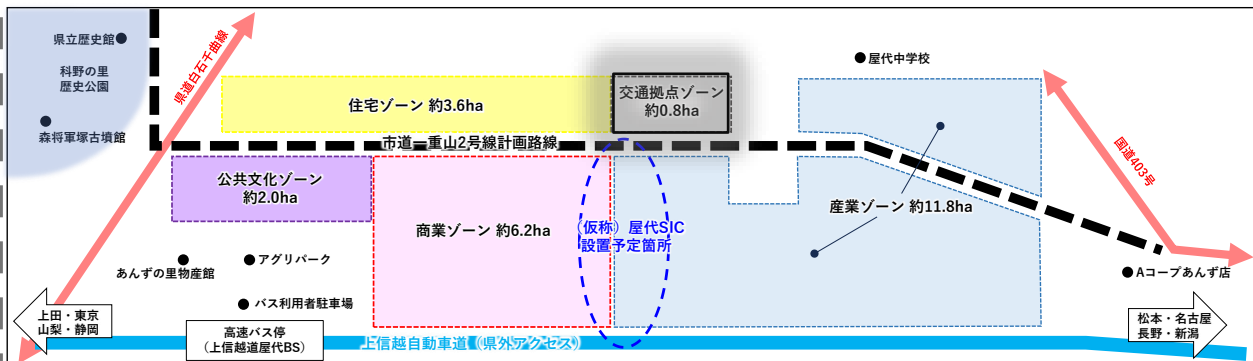 県立歴史館
科野の里
歴史公園
森将軍塚古墳館
県道白石千曲線
住宅ゾーン 約3.6ha
交通拠点ゾーン
約0.8ha
屋代中学校
国道403号
市道一重山2号線計画路線
公共文化ゾーン
約2.0ha
商業ゾーン 約6.2ha
(仮称)屋代SIC
設置予定箇所
産業ゾーン 約11.8ha
あんずの里物産館
アグリパーク
バス利用者駐車場
Aコープあんず店
上田・東京
山梨・静岡
高速バス停
(上信越道屋代BS)
上信越自動車道(県外アクセス)
松本・名古屋
長野・新潟